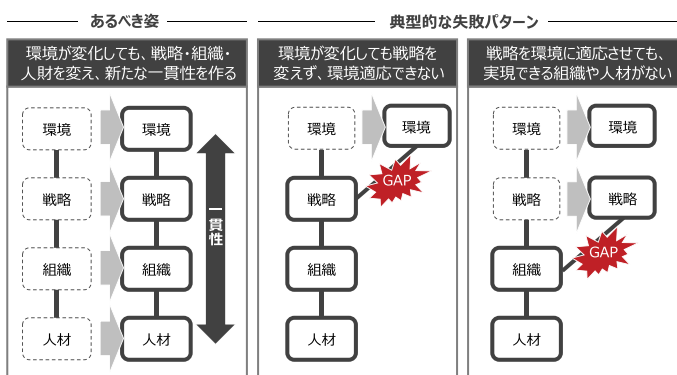 あるべき姿
典型的な失敗パターン
環境が変化しても、戦略・組織・
人財を変え、新たな一貫性を作る
環境
環境
戦略
戦略
組織
組織
人材
人材
一貫性
環境が変化しても戦略を
変えず、環境適応できない
環境
環境
GAP
戦略
組織
人材
戦略を環境に適応させても、
実現できる組織や人材がない
環境
環境
戦略
戦略
GAP
組織
人材